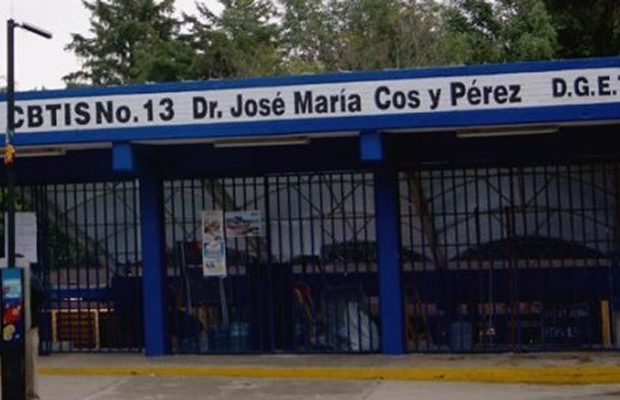 CBTIS No. 13 Dr. José María Cos y Pérez D.G.E.T